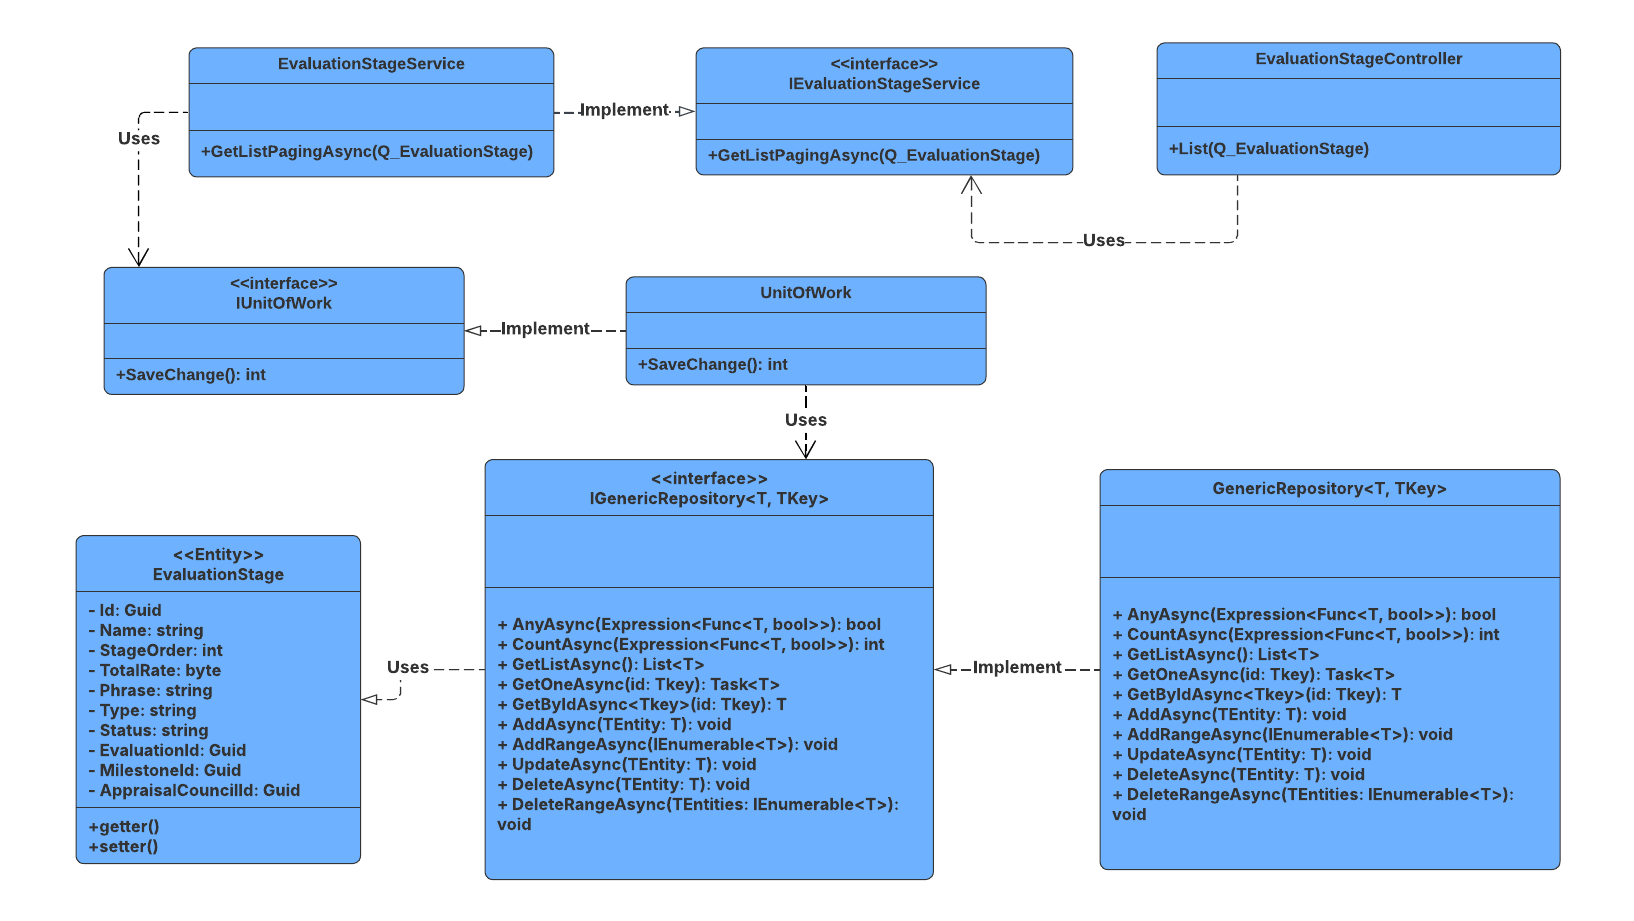 EvaluationStageService
+GetListPagingAsync(Q_EvaluationStage)
Implement
<<interface>>
IEvaluationStageService
+GetListPagingAsync(Q_EvaluationStage)
EvaluationStageController
+List(Q_EvaluationStage)
Uses
Uses
<<interface>>
IUnitOfWork
+SaveChange(): int
Implement
UnitOfWork
+SaveChange(): int
Uses
<<interface>>
IGenericRepository<T, TKey>
+ AnyAsync(Expression<Func<T, bool>>): bool
+ CountAsync(Expression<Func<T, bool>>): int
+ GetListAsync(): List<T>
+ GetOneAsync(id: Tkey): Task<T>
+ GetByIdAsync<Tkey>(id: Tkey): T
+ AddAsync(TEntity: T): void
+ AddRangeAsync(IEnumerable<T>): void
+ UpdateAsync(TEntity: T): void
+ DeleteAsync(TEntity: T): void
+ DeleteRangeAsync(TEntities: IEnumerable<T>):
void
Implement
GenericRepository<T, TKey>
+ AnyAsync(Expression<Func<T, bool>>): bool
+ CountAsync(Expression<Func<T, bool>>): int
+ GetListAsync(): List<T>
+ GetOneAsync(id: Tkey): Task<T>
+ GetByIdAsync<Tkey>(id: Tkey): T
+ AddAsync(TEntity: T): void
+ AddRangeAsync(IEnumerable<T>): void
+ UpdateAsync(TEntity: T): void
+ DeleteAsync(TEntity: T): void
+ DeleteRangeAsync(TEntities: IEnumerable<T>):
void
Uses
<<Entity>>
EvaluationStage
- Id: Guid
- Name: string
- StageOrder: int
- TotalRate: byte
- Phrase: string
- Type: string
- Status: string
- EvaluationId: Guid
- MilestoneId: Guid
- AppraisalCouncilId: Guid
+getter()
+setter()